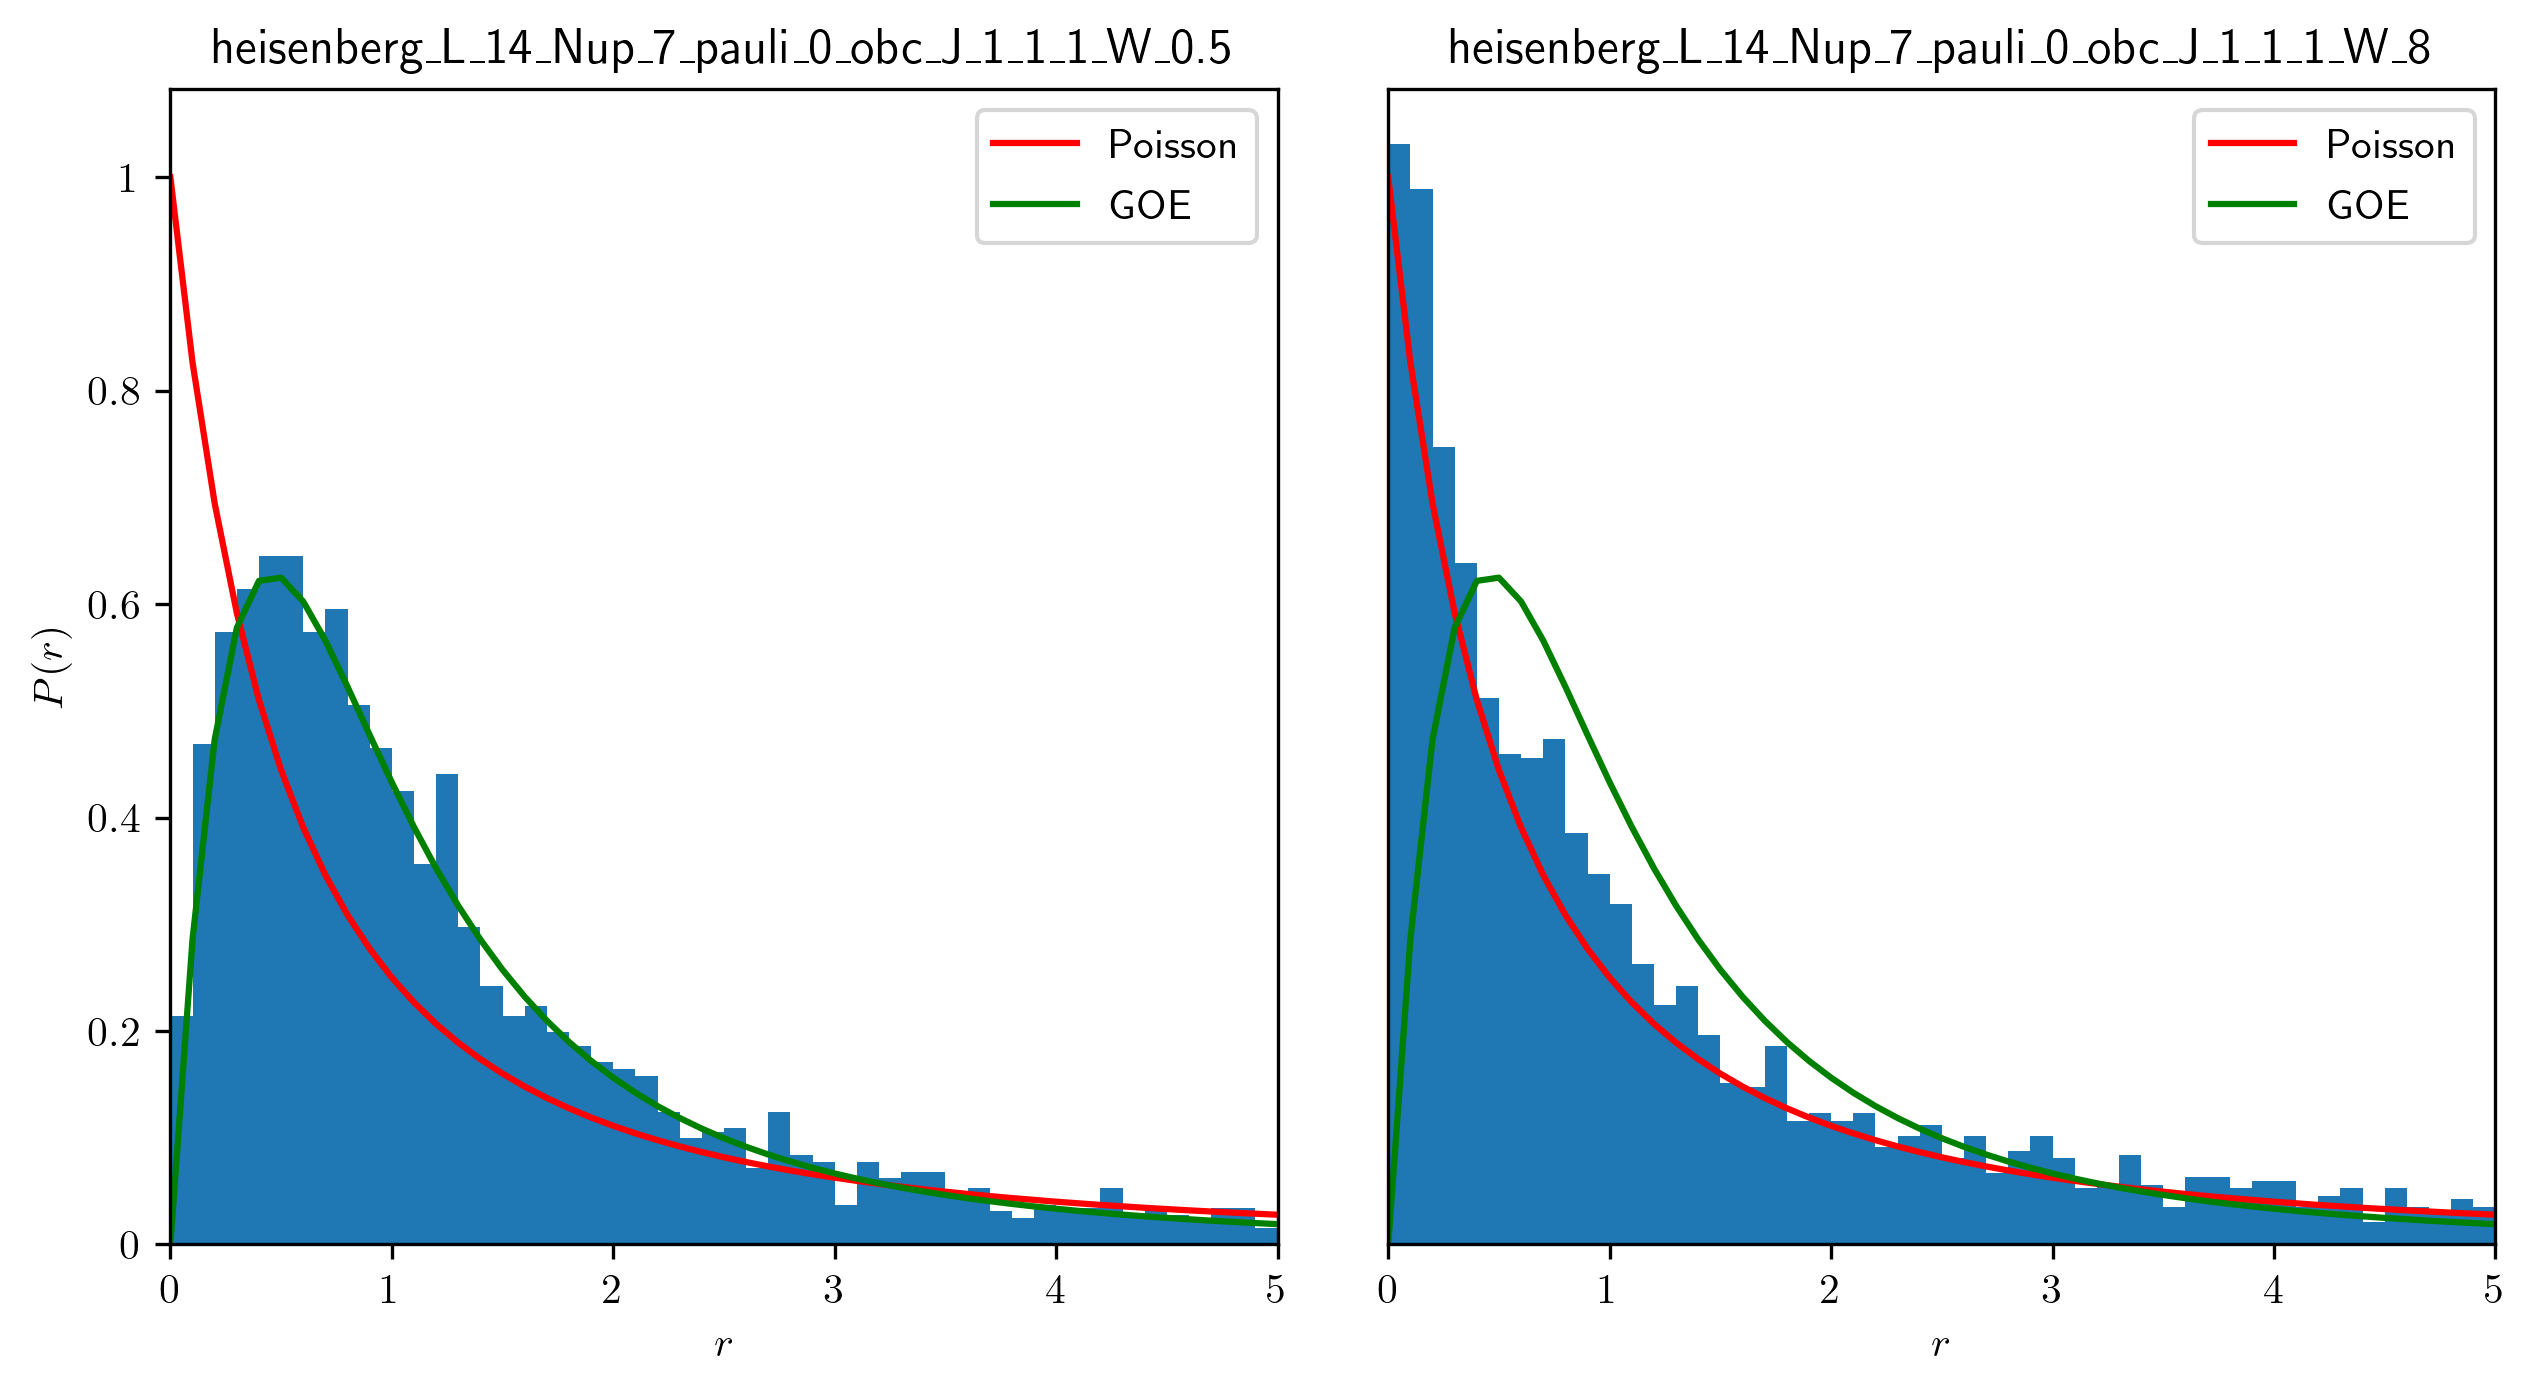 heisenberg_L_14_Nup_7_pauli_0_obc_J_1_1_1_W_0.5
Poisson
GOE
1
0.8
0.6
0.4
0.2
0
P(r)
0 1 2 3 4 5
r
heisenberg_L_14_Nup_7_pauli_0_obc_J_1_1_1_W_8
Poisson
GOE
0 1 2 3 4 5
r